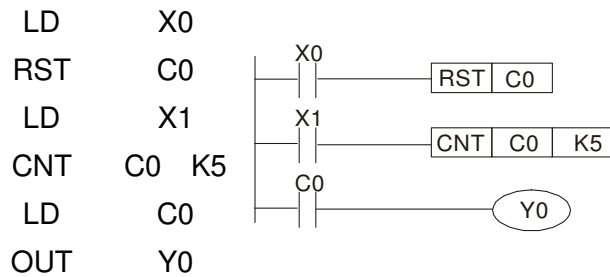 LD X0
RST C0
LD X1
CNT C0 K5
LD C0
OUT Y0
X0
RST C0
X1
CNT C0 K5
C0
Y0